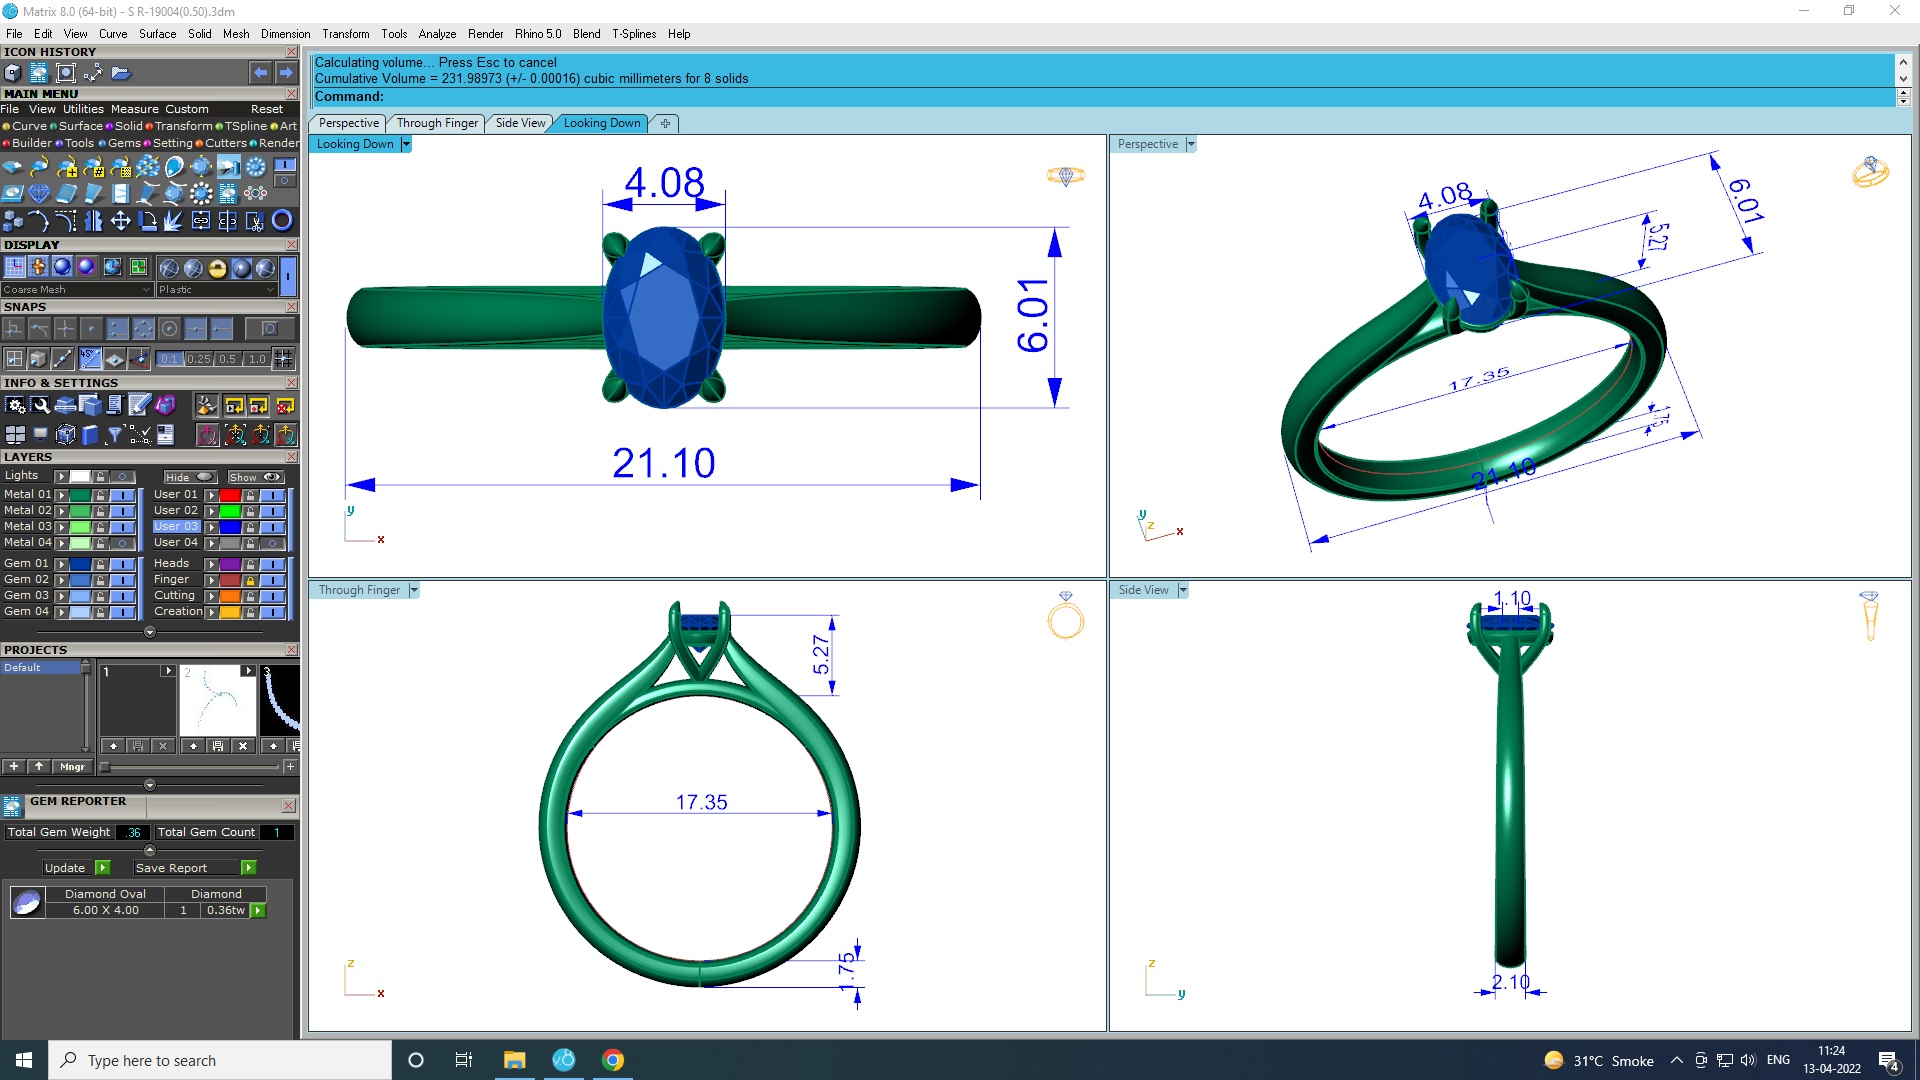 Matrix 8.0 (64-bit) - S R-19004(0.50).3dm
File Edit View Curve Surface Solid Mesh Dimension Transform Tools Analyze Render Rhino 5.0 Blend T-Splines Help
ICON HISTORY
MAIN MENU
File View Utilities Measure Custom Reset
Curve Surface Solid Transform TSpline Art
Builder Tools Gems Setting Cutters Render
DISPLAY
Coarse Mesh Plastic
SNAPS
45°
0.1 0.25 0.5 1.0
INFO & SETTINGS
LAYERS
Lights Hide Show
Metal 01 User 01
Metal 02 User 02
Metal 03 User 03
Metal 04 User 04
Gem 01 Heads
Gem 02 Finger
Gem 03 Cutting
Gem 04 Creation
PROJECTS
Default
1
2
3
Mngr
GEM REPORTER
Total Gem Weight .36 Total Gem Count 1
Update Save Report
Diamond Oval Diamond
6.00 X 4.00 1 0.36tw
Calculating volume... Press Esc to cancel
Cumulative Volume = 231.98973 (+/- 0.00016) cubic millimeters for 8 solids
Command:
Perspective Through Finger Side View Looking Down
Looking Down
4.08
6.01
21.10
y
x
Perspective
4.08
6.01
5.27
17.35
1.75
21.10
y
z
x
Through Finger
5.27
17.35
1.75
z
x
Side View
1.10
2.10
z
y
Type here to search
31°C Smoke
ENG
11:24
13-04-2022
4